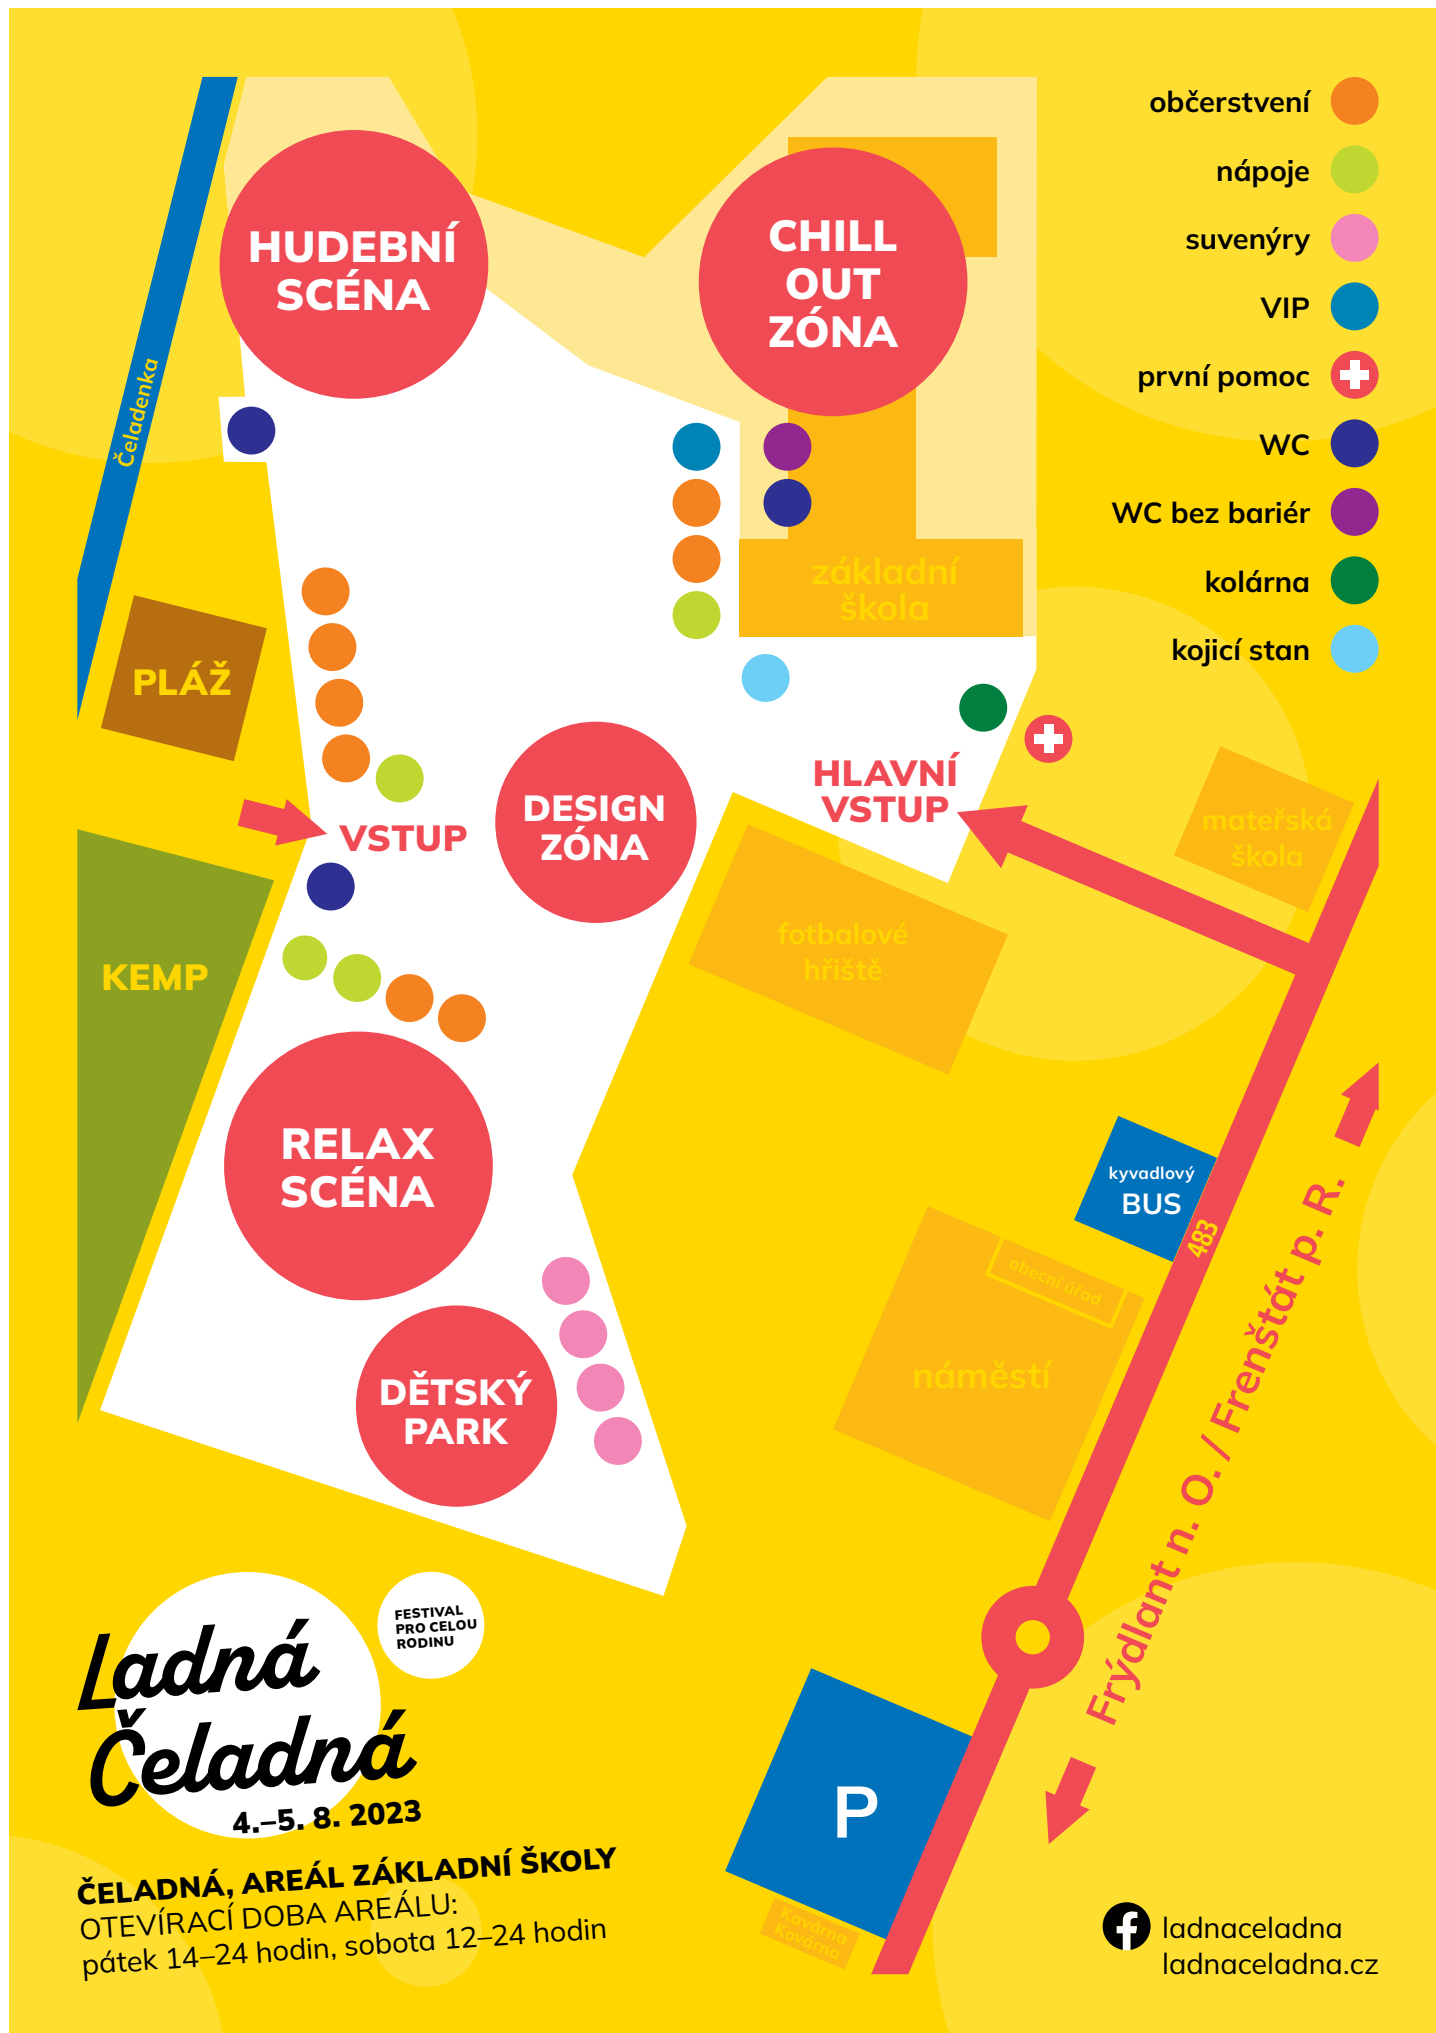 občerstvení
nápoje
suvenýry
VIP
první pomoc
WC
WC bez bariér
kolárna
kojicí stan
HUDEBNÍ
SCÉNA
CHILL
OUT
ZÓNA
Čeladenka
základní
škola
PLÁŽ
HLAVNÍ
VSTUP
DESIGN
ZÓNA
VSTUP
mateřská
škola
fotbalové
hřiště
KEMP
RELAX
SCÉNA
kyvadlový
BUS
483
obecní úřad
náměstí
DĚTSKÝ
PARK
Frýdlant n. O. / Frenštát p. R.
FESTIVAL
PRO CELOU
RODINU
Ladná
Čeladná
4.–5. 8. 2023
P
ČELADNÁ, AREÁL ZÁKLADNÍ ŠKOLY
OTEVÍRACÍ DOBA AREÁLU:
pátek 14–24 hodin, sobota 12–24 hodin
Kavárna
Kovárna
ladnaceladna
ladnaceladna.cz